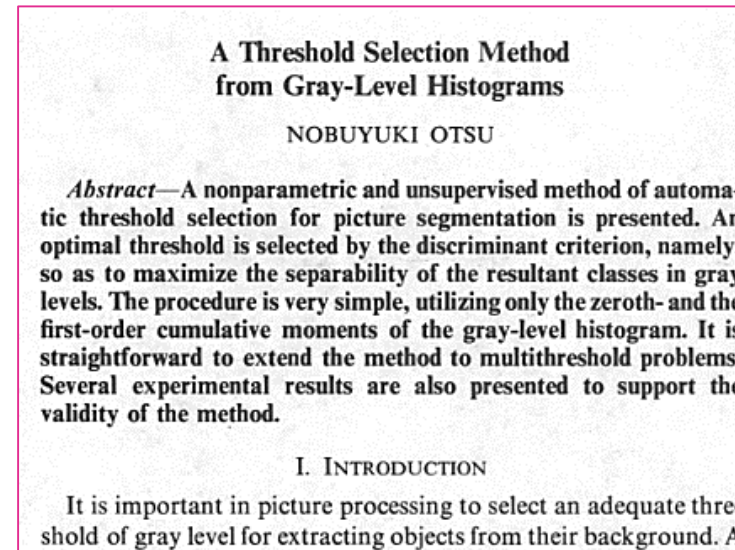 A Threshold Selection Method
from Gray-Level Histograms
NOBUYUKI OTSU
Abstract—A nonparametric and unsupervised method of automa-
tic threshold selection for picture segmentation is presented. An
optimal threshold is selected by the discriminant criterion, namely,
so as to maximize the separability of the resultant classes in gray
levels. The procedure is very simple, utilizing only the zeroth- and the
first-order cumulative moments of the gray-level histogram. It is
straightforward to extend the method to multithreshold problems.
Several experimental results are also presented to support the
validity of the method.
I. INTRODUCTION
It is important in picture processing to select an adequate thre-
shold of gray level for extracting objects from their background. A